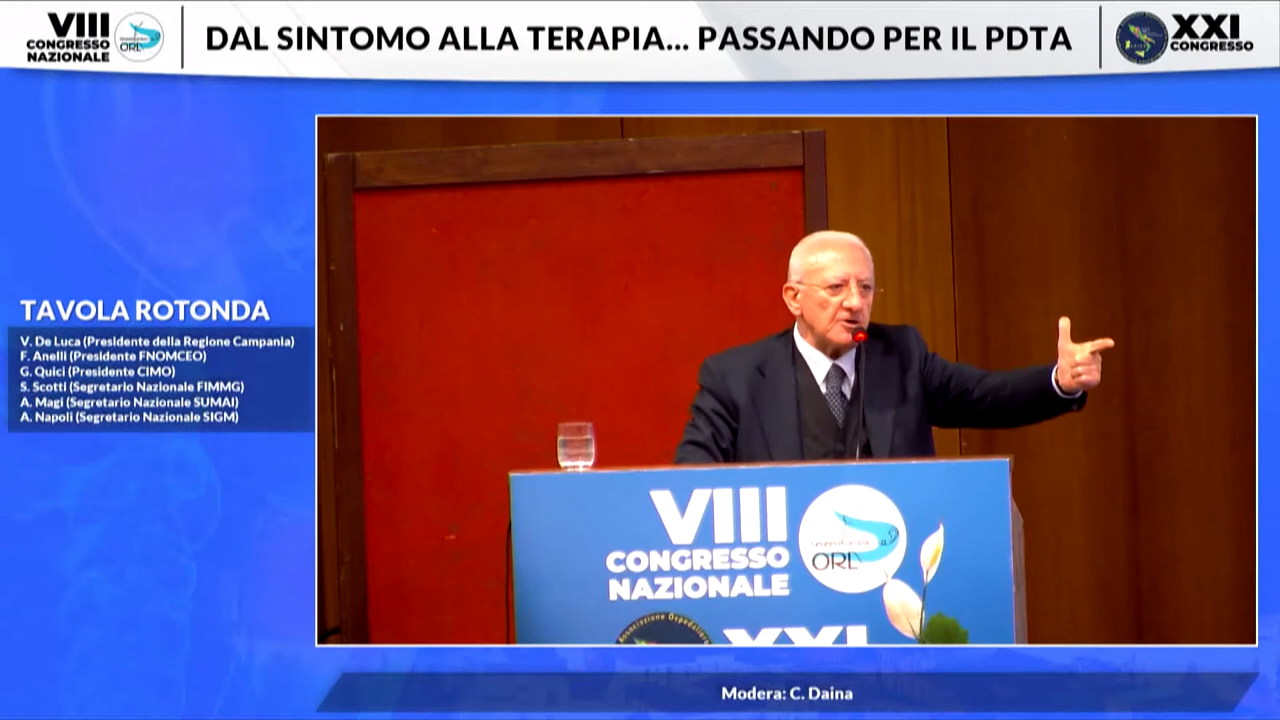 VIII
CONGRESSO
NAZIONALE
ORL
DAL SINTOMO ALLA TERAPIA... PASSANDO PER IL PDTA
XXI
CONGRESSO
TAVOLA ROTONDA
V. De Luca (Presidente della Regione Campania)
F. Anelli (Presidente FNOMCEO)
G. Quici (Presidente CIMO)
S. Scotti (Segretario Nazionale FIMMG)
A. Magi (Segretario Nazionale SUMAI)
A. Napoli (Segretario Nazionale SIGM)
VIII
CONGRESSO
NAZIONALE
ORL
Associazione Ospedaliera
XXI
Modera: C. Daina